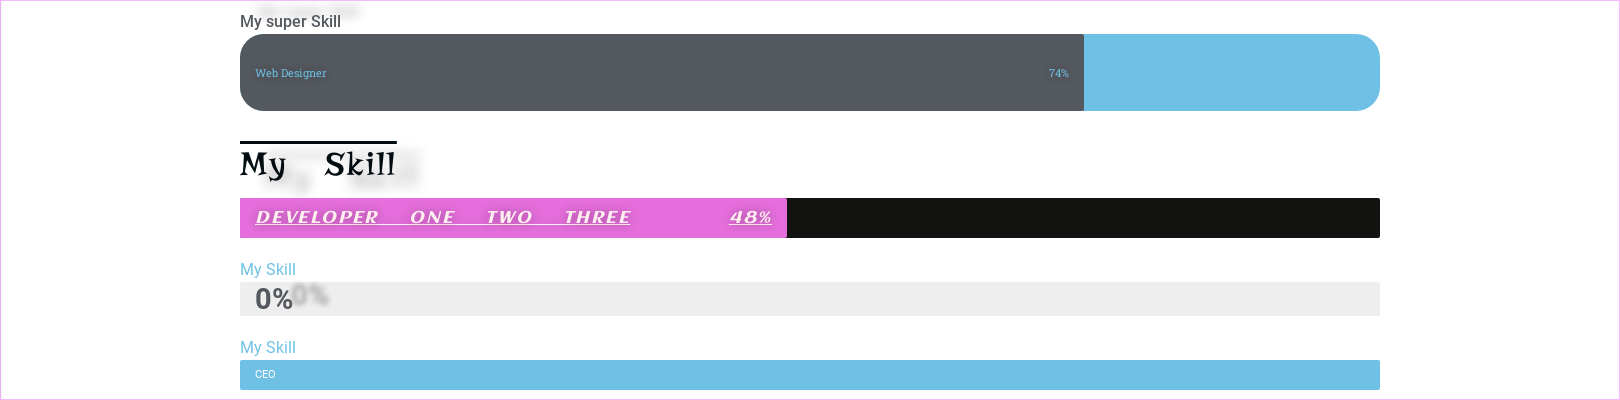 My super Skill
Web Designer 74%
My Skill
DEVELOPER ONE TWO THREE 48%
My Skill
0%
My Skill
CEO